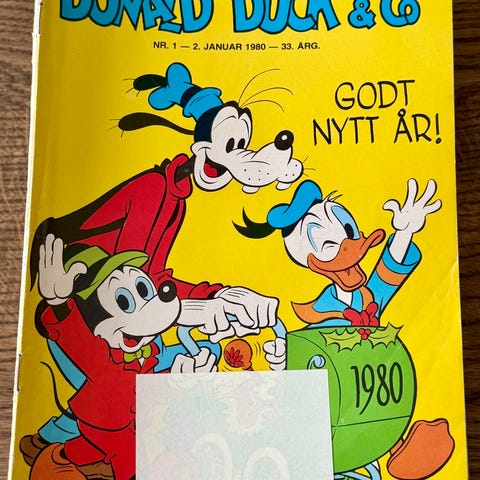 DONALD DUCK & Co
NR. 1 — 2. JANUAR 1980 — 33. ÅRG.
GODT
NYTT ÅR!
1980